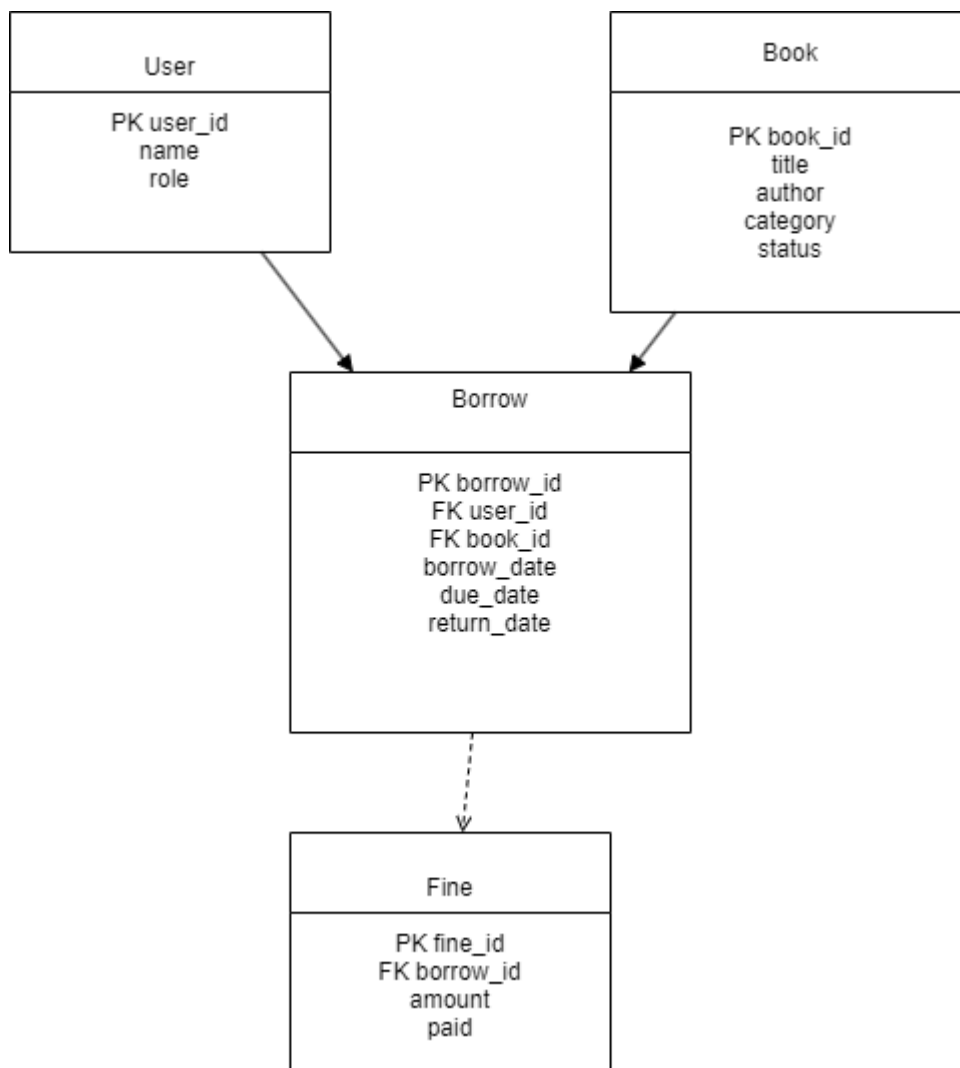 User
PK user_id
name
role
Book
PK book_id
title
author
category
status
Borrow
PK borrow_id
FK user_id
FK book_id
borrow_date
due_date
return_date
Fine
PK fine_id
FK borrow_id
amount
paid